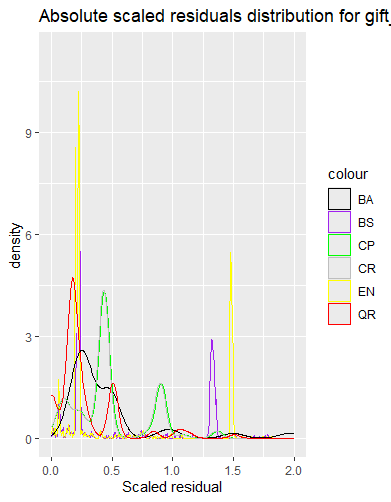 Absolute scaled residuals distribution for gift_
density
9
6
3
0
0.0
0.5
1.0
1.5
2.0
Scaled residual
colour
BA
BS
CP
CR
EN
QR